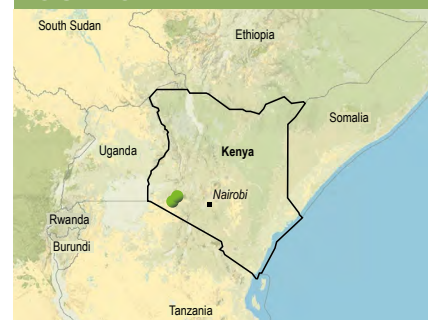 South Sudan
Ethiopia
Somalia
Uganda
Kenya
Nairobi
Rwanda
Burundi
Tanzania